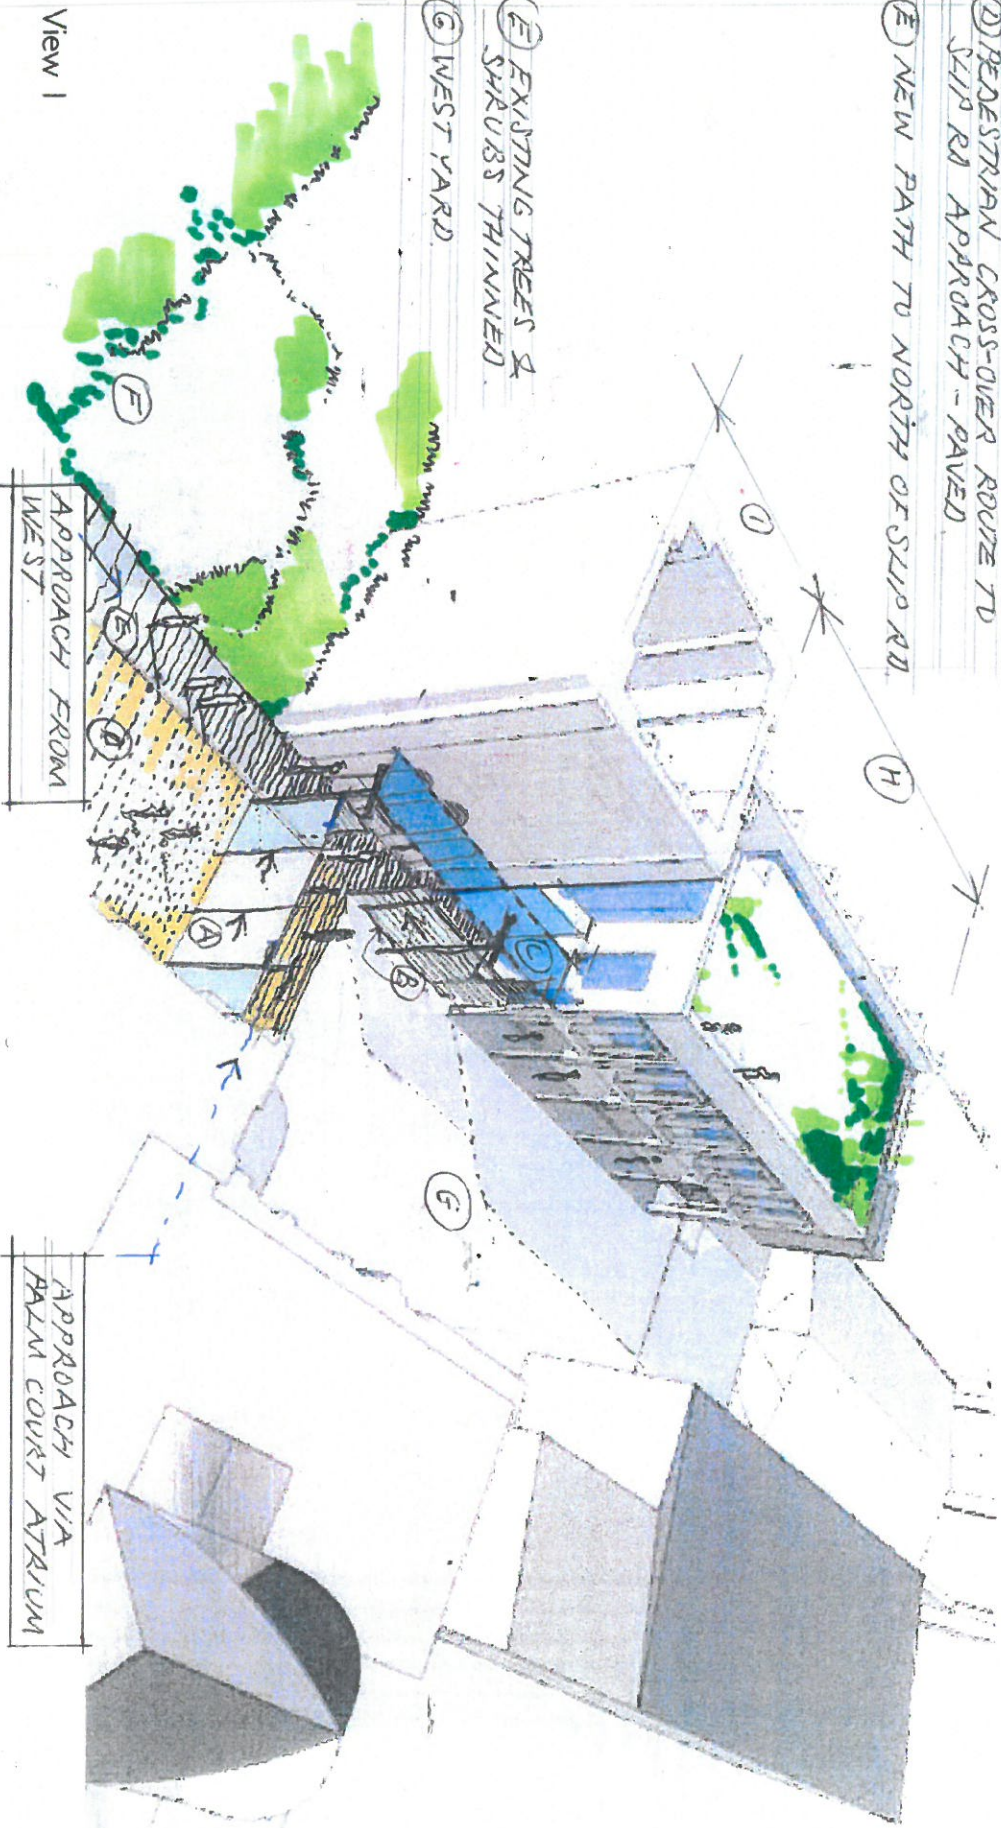 Ⓓ PEDESTRIAN CROSS-OVER ROUTE TO
SLIP RD APPROACH - PAVED
Ⓔ NEW PATH TO NORTH OF SLIP RD.
Ⓔ EXISTING TREES &
SHRUBS THINNED.
Ⓖ WEST YARD.
I
H
F
E
D
A
B
C
G
APPROACH FROM
WEST.
APPROACH VIA
PALM COURT ATRIUM
View 1